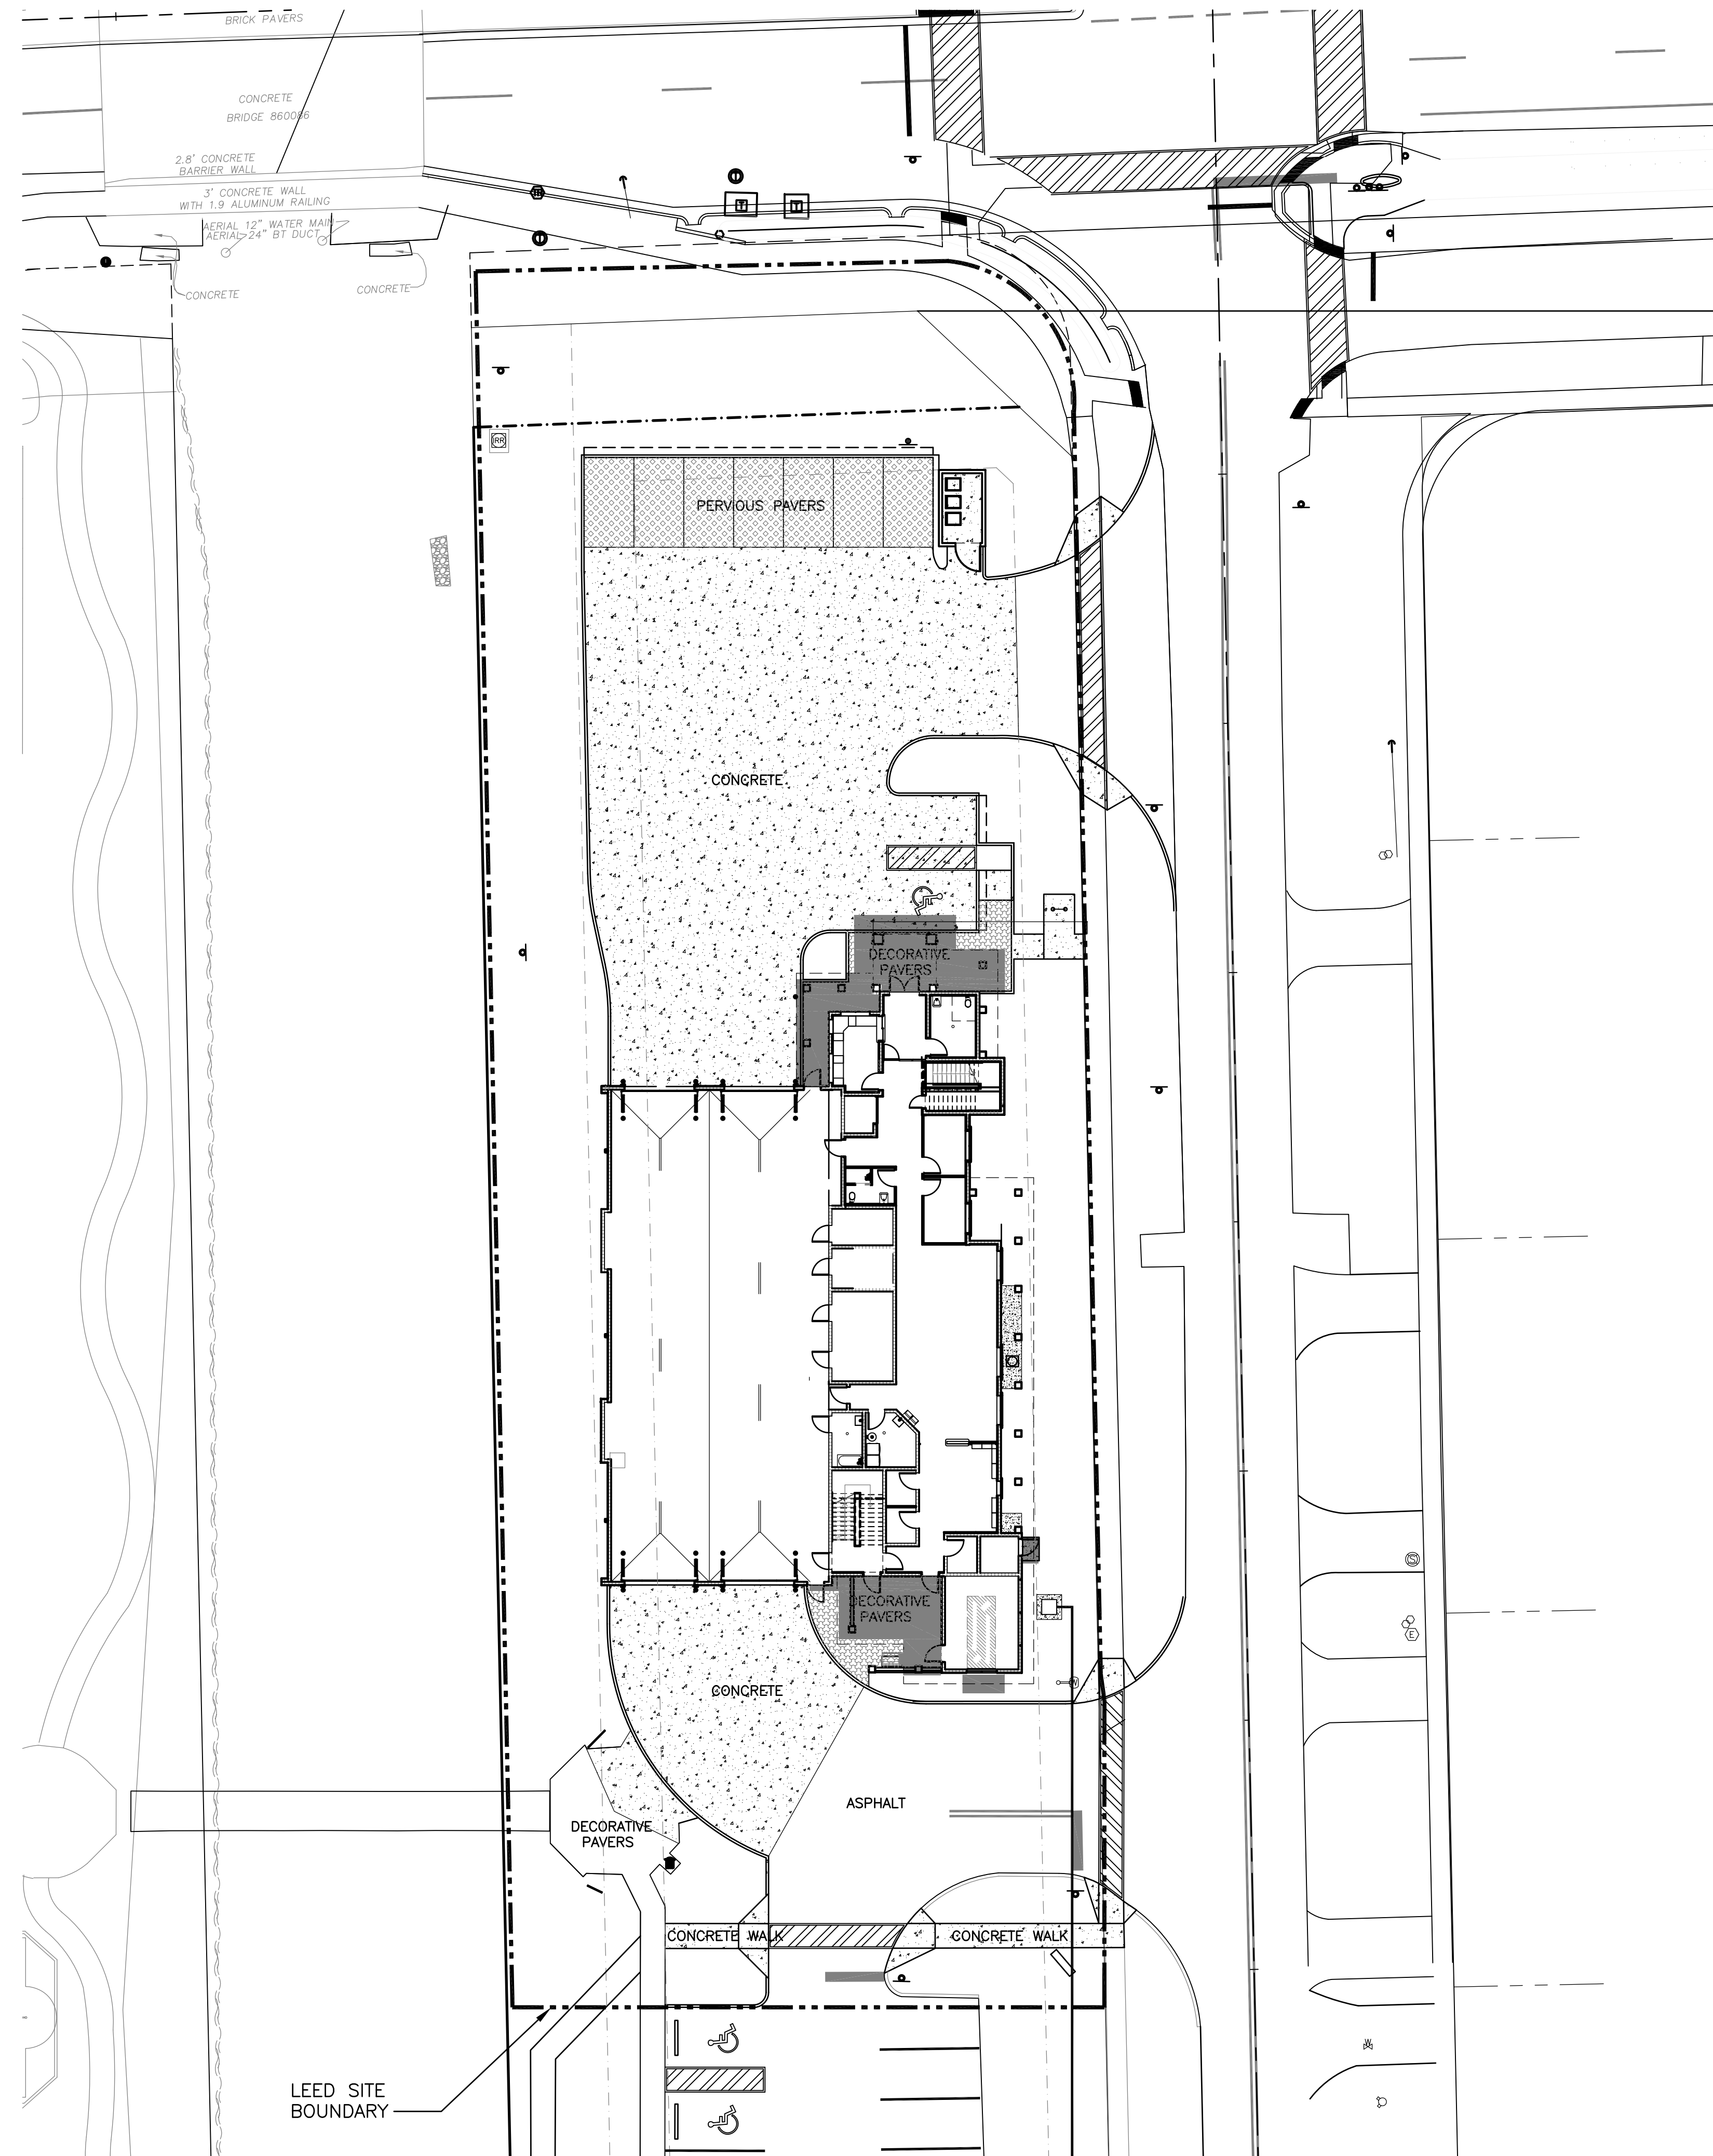 BRICK PAVERS
CONCRETE
BRIDGE 860086
2.8' CONCRETE
BARRIER WALL
3' CONCRETE WALL
WITH 1.9 ALUMINUM RAILING
AERIAL 12" WATER MAIN
AERIAL 24" BT DUCT
CONCRETE
CONCRETE
T
T
IRR
PERVIOUS PAVERS
CONCRETE
DECORATIVE
PAVERS
DECORATIVE
PAVERS
CONCRETE
W
S
E
ASPHALT
DECORATIVE
PAVERS
CONCRETE WALK
CONCRETE WALK
W
LEED SITE
BOUNDARY